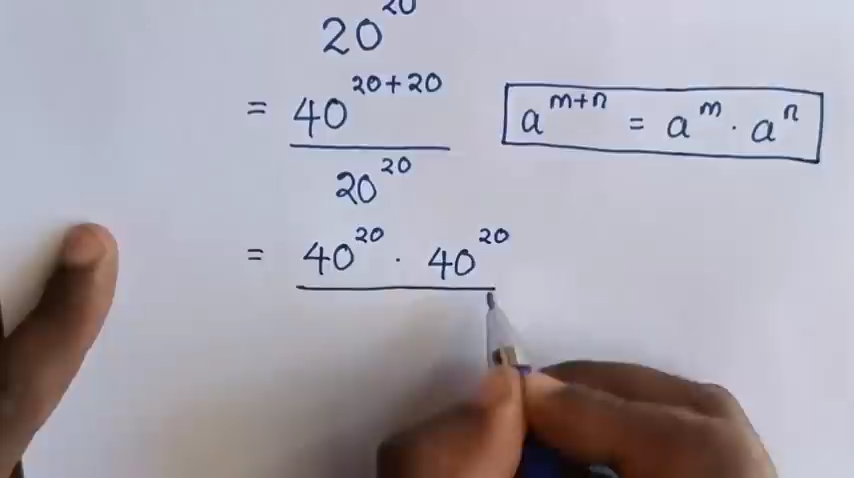 20^20
= 40^20+20
20^20
a^m+n = a^m · a^n
= 40^20 · 40^20